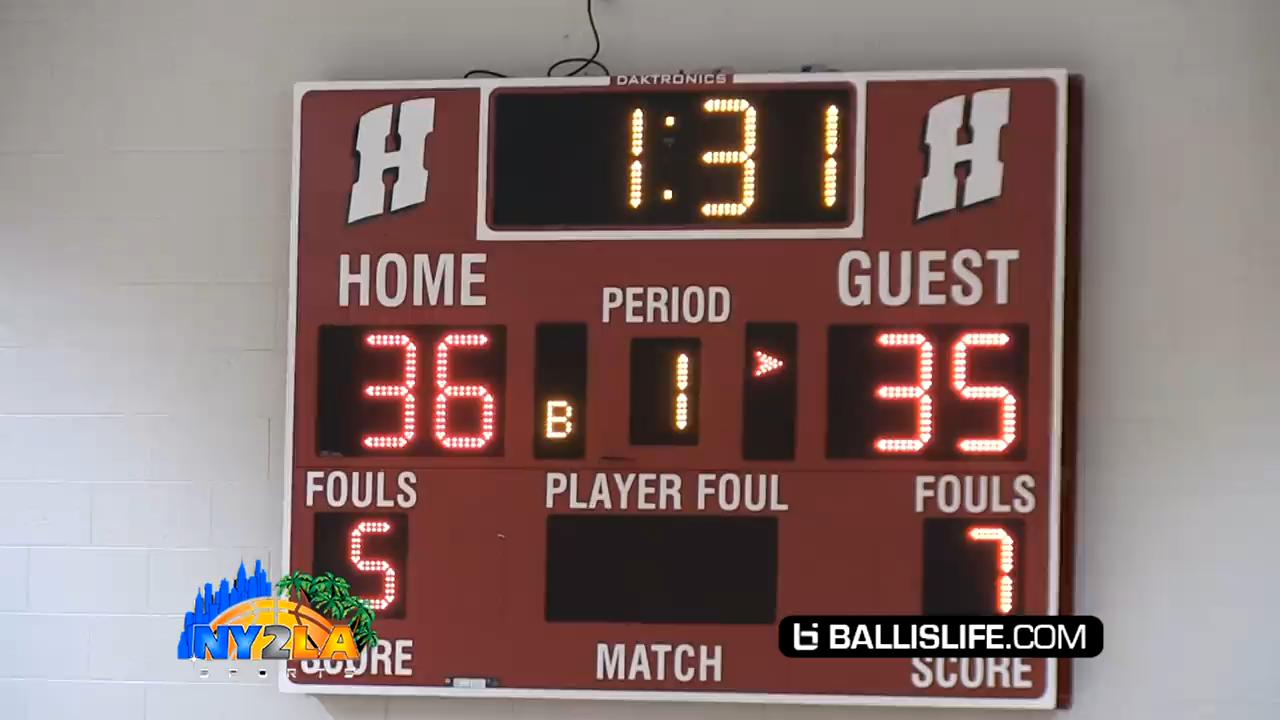 DAKTRONICS
H 1:31 H
HOME GUEST
PERIOD
36 B 1 35
FOULS PLAYER FOUL FOULS
5 7
NY2LA
SPORTS
BALLISLIFE.COM
SCORE MATCH SCORE